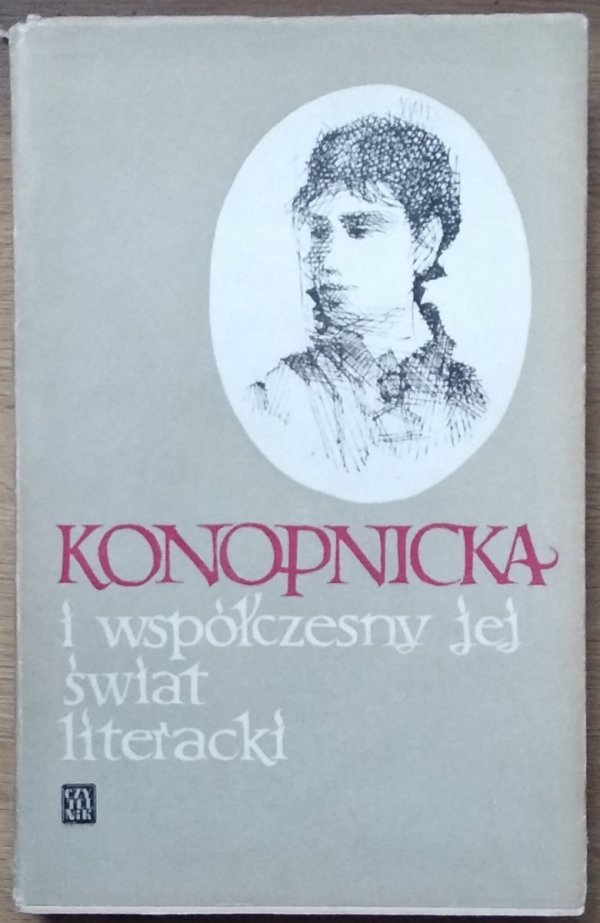 KONOPNICKA
i współczesny jej
świat
literacki
CZY
TEL
NIK